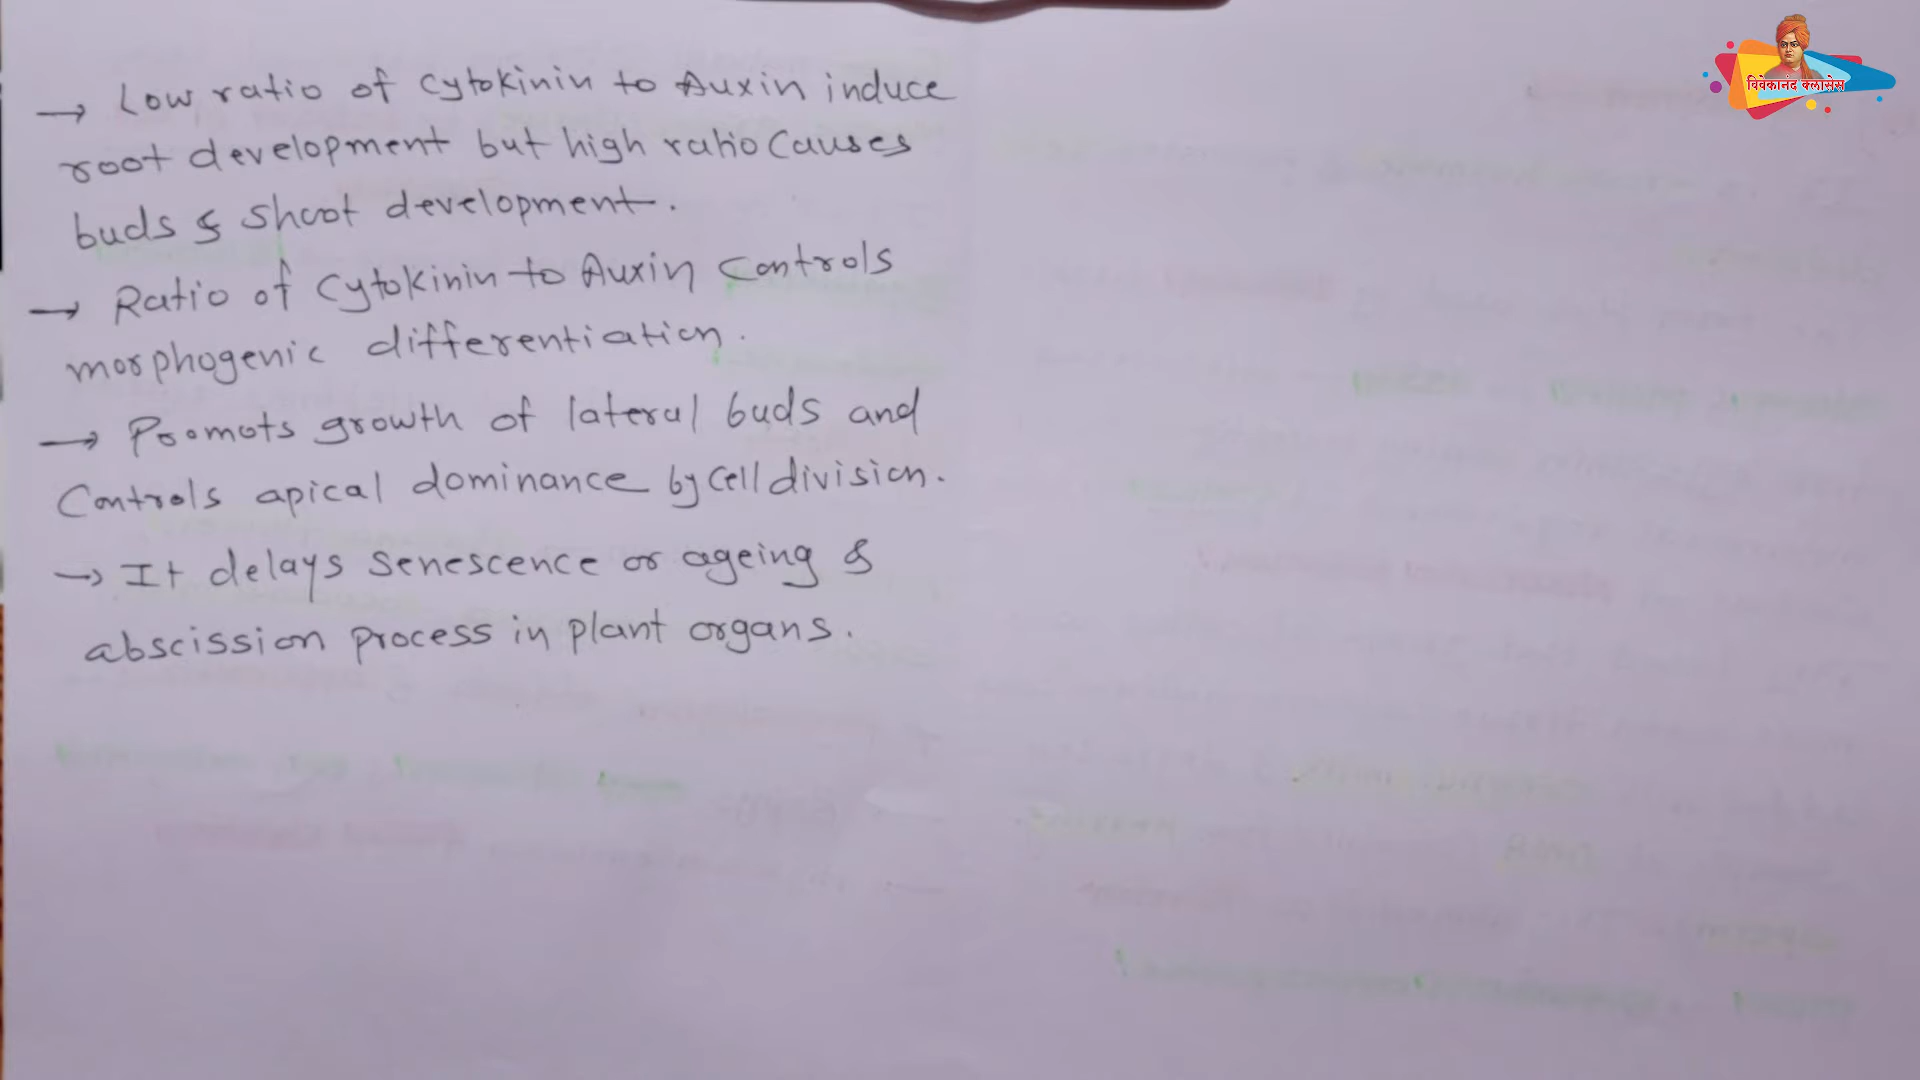 → Low ratio of Cytokinin to Auxin induce
root development but high ratio Causes
buds & Shoot development.
→ Ratio of Cytokinin to Auxin Controls
morphogenic differentiation.
→ Promots growth of lateral buds and
Controls apical dominance by Cell division.
→ It delays Senescence or ageing &
abscission process in plant organs.
विवेकानंद क्लासेस